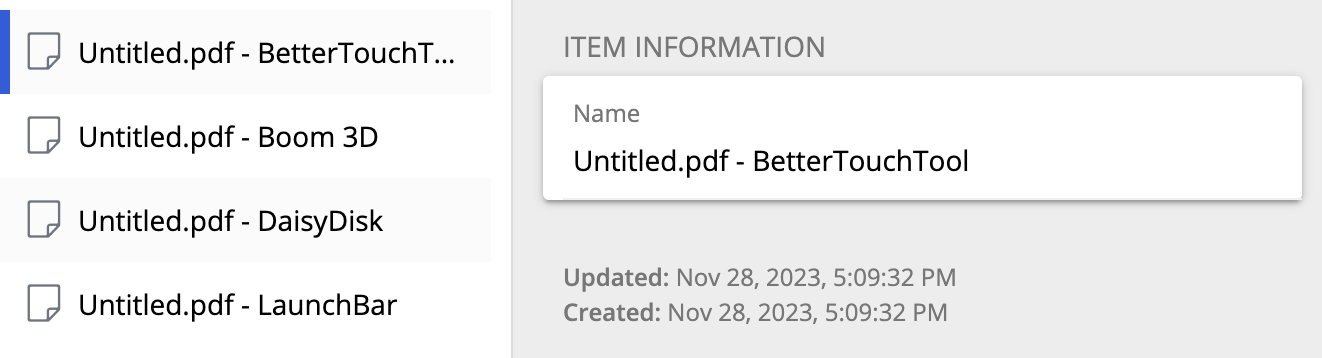 Untitled.pdf - BetterTouchT...
Untitled.pdf - Boom 3D
Untitled.pdf - DaisyDisk
Untitled.pdf - LaunchBar
ITEM INFORMATION
Name
Untitled.pdf - BetterTouchTool
Updated: Nov 28, 2023, 5:09:32 PM
Created: Nov 28, 2023, 5:09:32 PM